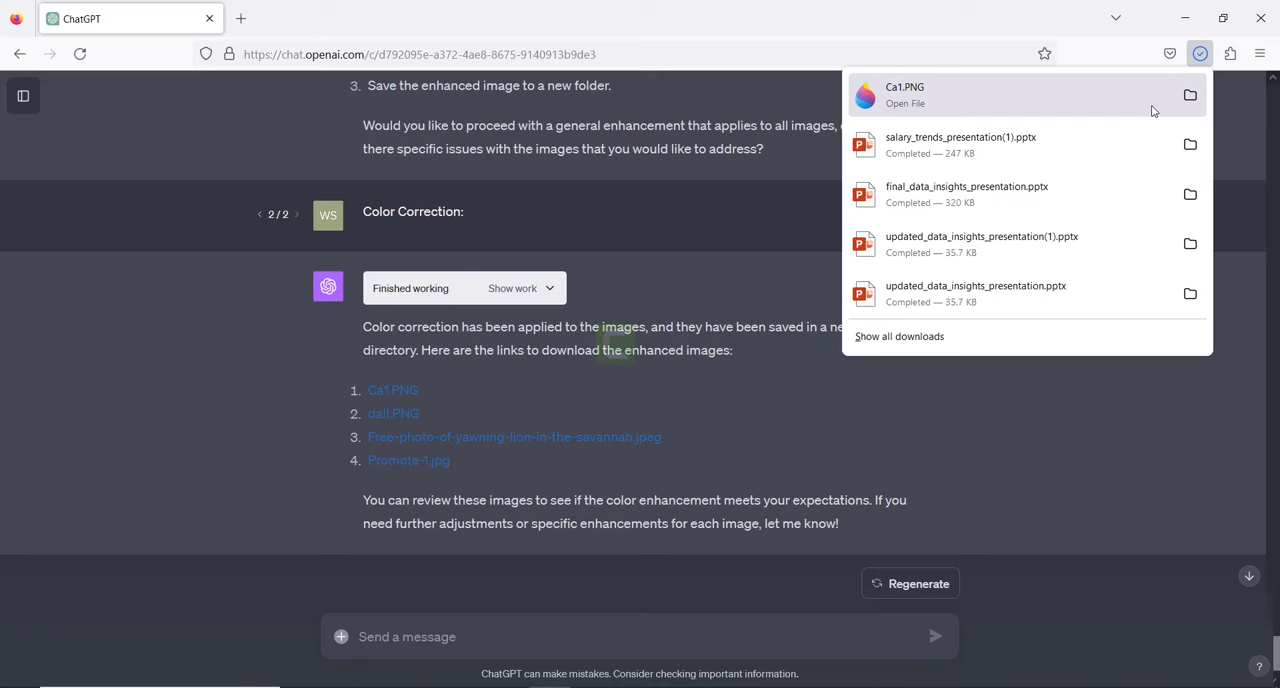 ChatGPT
https://chat.openai.com/c/d792095e-a372-4ae8-8675-9140913b9de3
Ca1.PNG
Open File
salary_trends_presentation(1).pptx
Completed — 247 KB
final_data_insights_presentation.pptx
Completed — 320 KB
updated_data_insights_presentation(1).pptx
Completed — 35.7 KB
updated_data_insights_presentation.pptx
Completed — 35.7 KB
Show all downloads
3. Save the enhanced image to a new folder.
Would you like to proceed with a general enhancement that applies to all images,
there specific issues with the images that you would like to address?
2 / 2
WS
Color Correction:
Finished working Show work
Color correction has been applied to the images, and they have been saved in a ne
directory. Here are the links to download the enhanced images:
1. Ca1.PNG
2. dall.PNG
3. Free-photo-of-yawning-lion-in-the-savannah.jpeg
4. Promote-1.jpg
You can review these images to see if the color enhancement meets your expectations. If you
need further adjustments or specific enhancements for each image, let me know!
Regenerate
Send a message
ChatGPT can make mistakes. Consider checking important information.
?